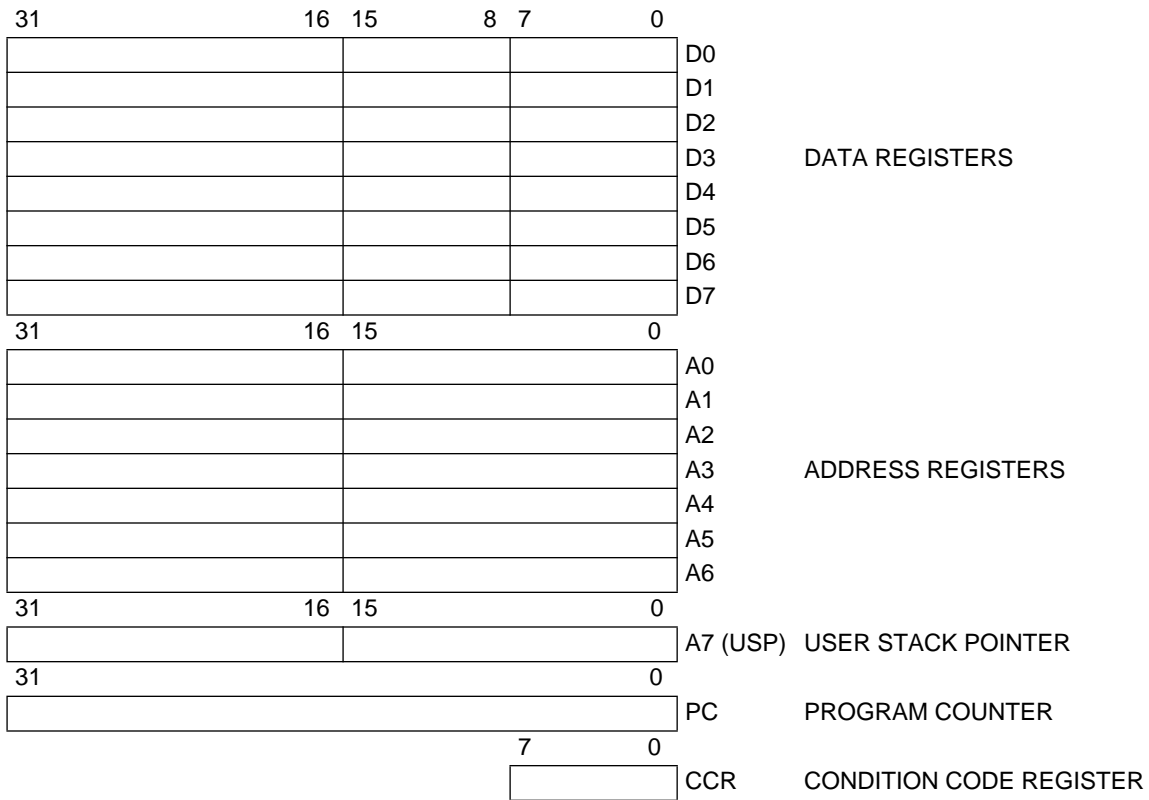 31 16 15 8 7 0
D0
D1
D2
D3 DATA REGISTERS
D4
D5
D6
D7
31 16 15 0
A0
A1
A2
A3 ADDRESS REGISTERS
A4
A5
A6
31 16 15 0
A7 (USP) USER STACK POINTER
31 0
PC PROGRAM COUNTER
7 0
CCR CONDITION CODE REGISTER